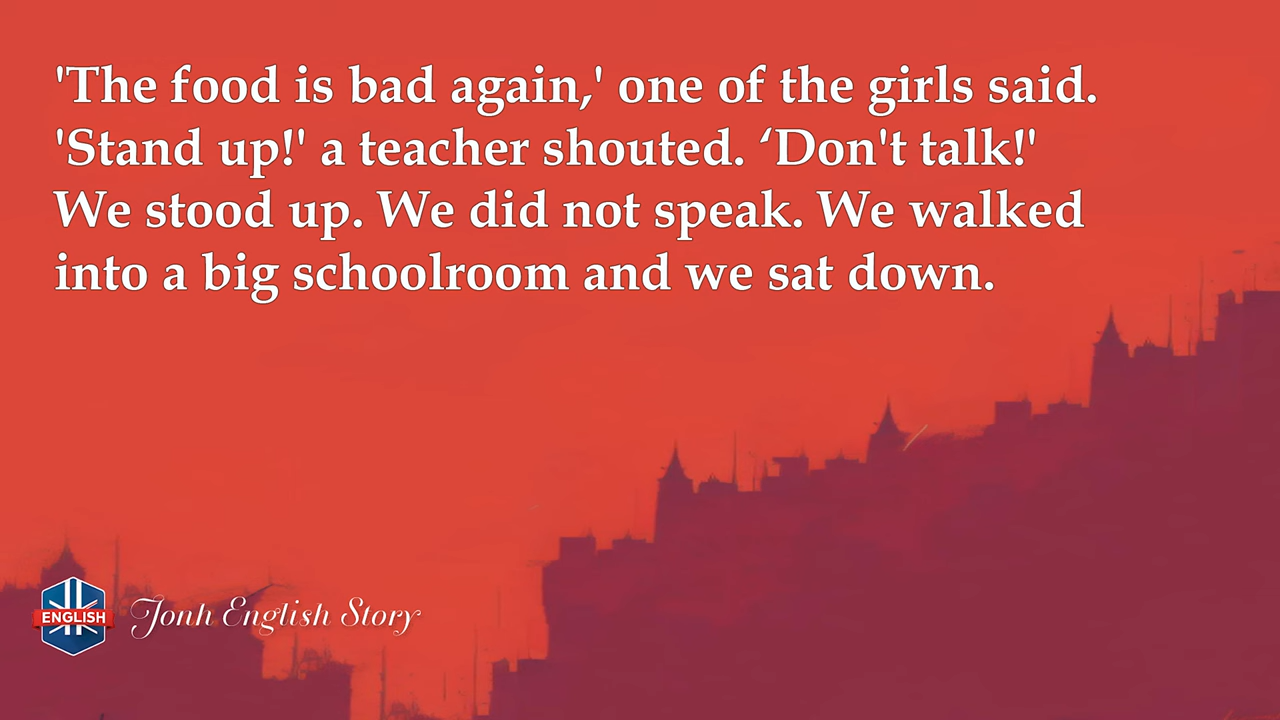 'The food is bad again,' one of the girls said.
'Stand up!' a teacher shouted. ‘Don't talk!'
We stood up. We did not speak. We walked
into a big schoolroom and we sat down.
ENGLISH
Jonh English Story